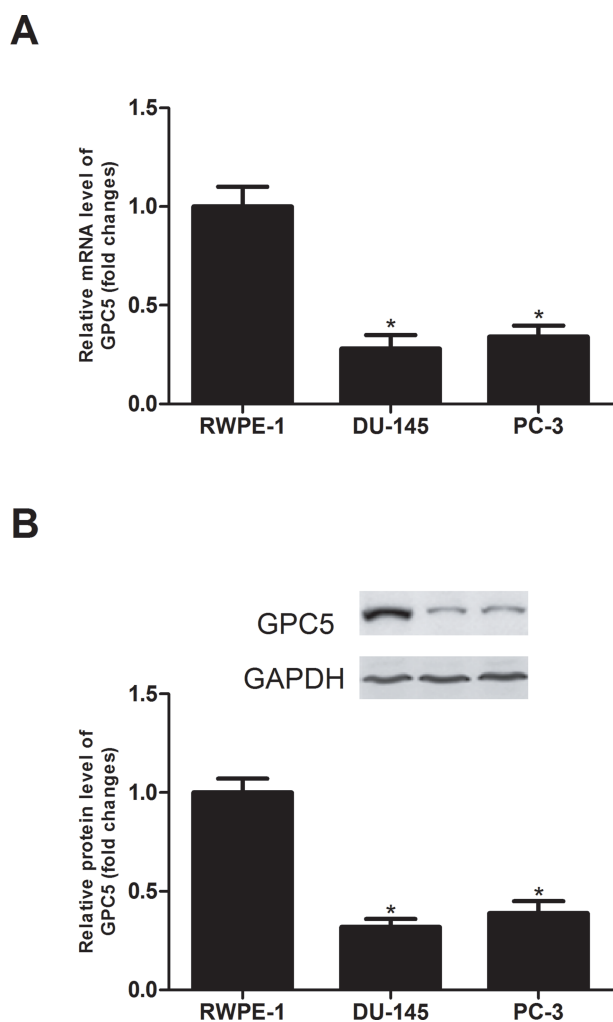 A
Relative mRNA level of
GPC5 (fold changes)
1.5
1.0
0.5
0.0
*
*
RWPE-1 DU-145 PC-3
B
GPC5
GAPDH
Relative protein level of
GPC5 (fold changes)
1.5
1.0
0.5
0.0
*
*
RWPE-1 DU-145 PC-3